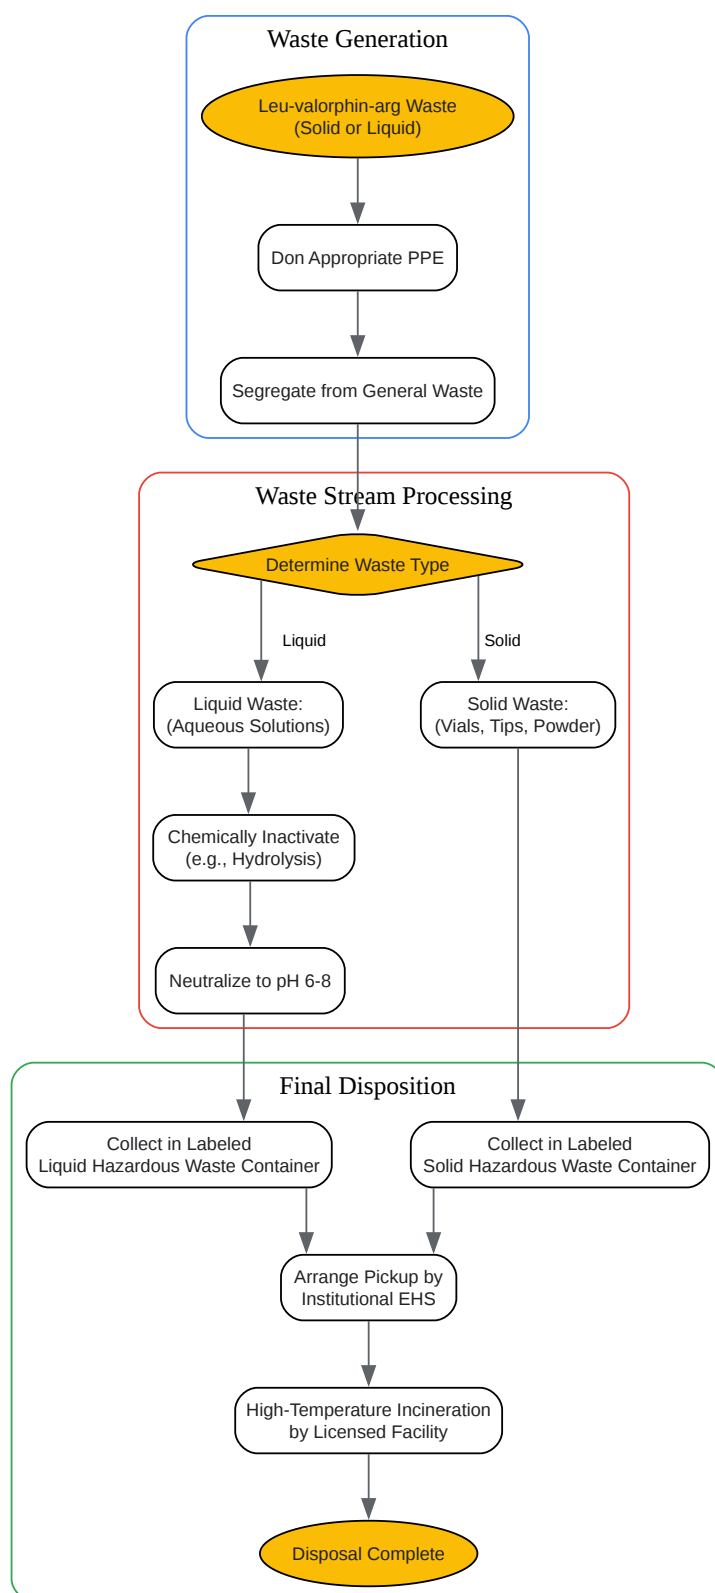 Waste Generation
Leu-valorphin-arg Waste
(Solid or Liquid)
Don Appropriate PPE
Segregate from General Waste
Waste Stream Processing
Determine Waste Type
Liquid
Solid
Liquid Waste:
(Aqueous Solutions)
Solid Waste:
(Vials, Tips, Powder)
Chemically Inactivate
(e.g., Hydrolysis)
Neutralize to pH 6-8
Final Disposition
Collect in Labeled
Liquid Hazardous Waste Container
Collect in Labeled
Solid Hazardous Waste Container
Arrange Pickup by
Institutional EHS
High-Temperature Incineration
by Licensed Facility
Disposal Complete